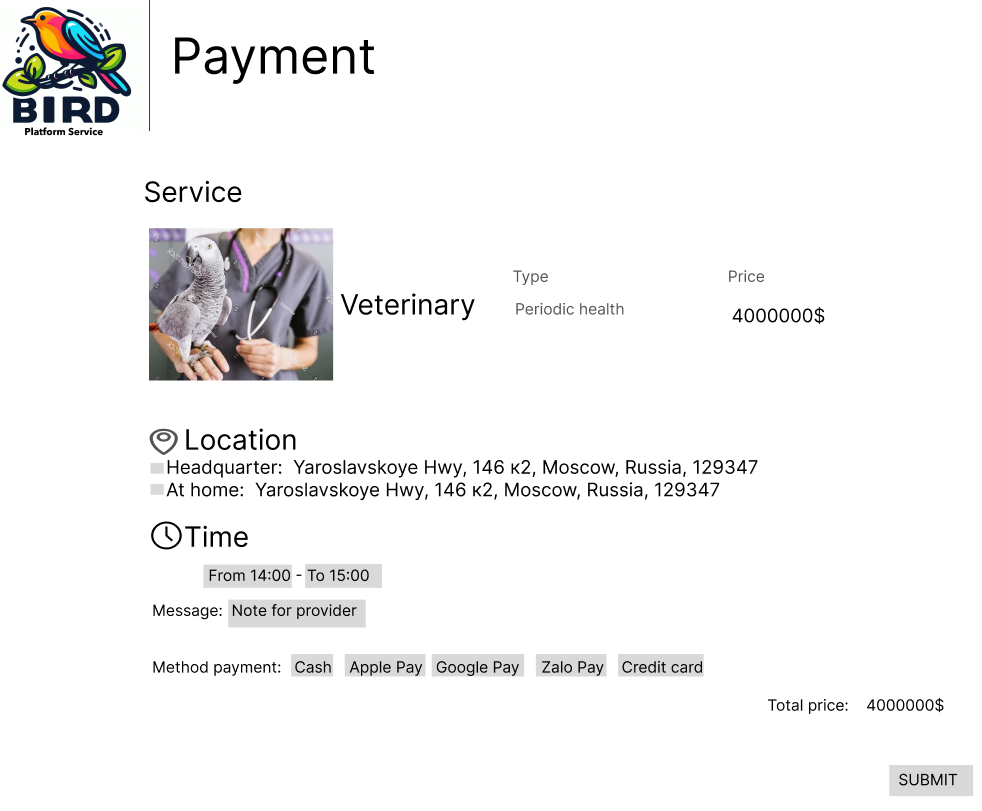 BIRD
Platform Service
Payment
Service
Veterinary
Type
Price
Periodic health
4000000$
Location
Headquarter: Yaroslavskoye Hwy, 146 к2, Moscow, Russia, 129347
At home: Yaroslavskoye Hwy, 146 к2, Moscow, Russia, 129347
Time
From 14:00 - To 15:00
Message: Note for provider
Method payment: Cash Apple Pay Google Pay Zalo Pay Credit card
Total price: 4000000$
SUBMIT